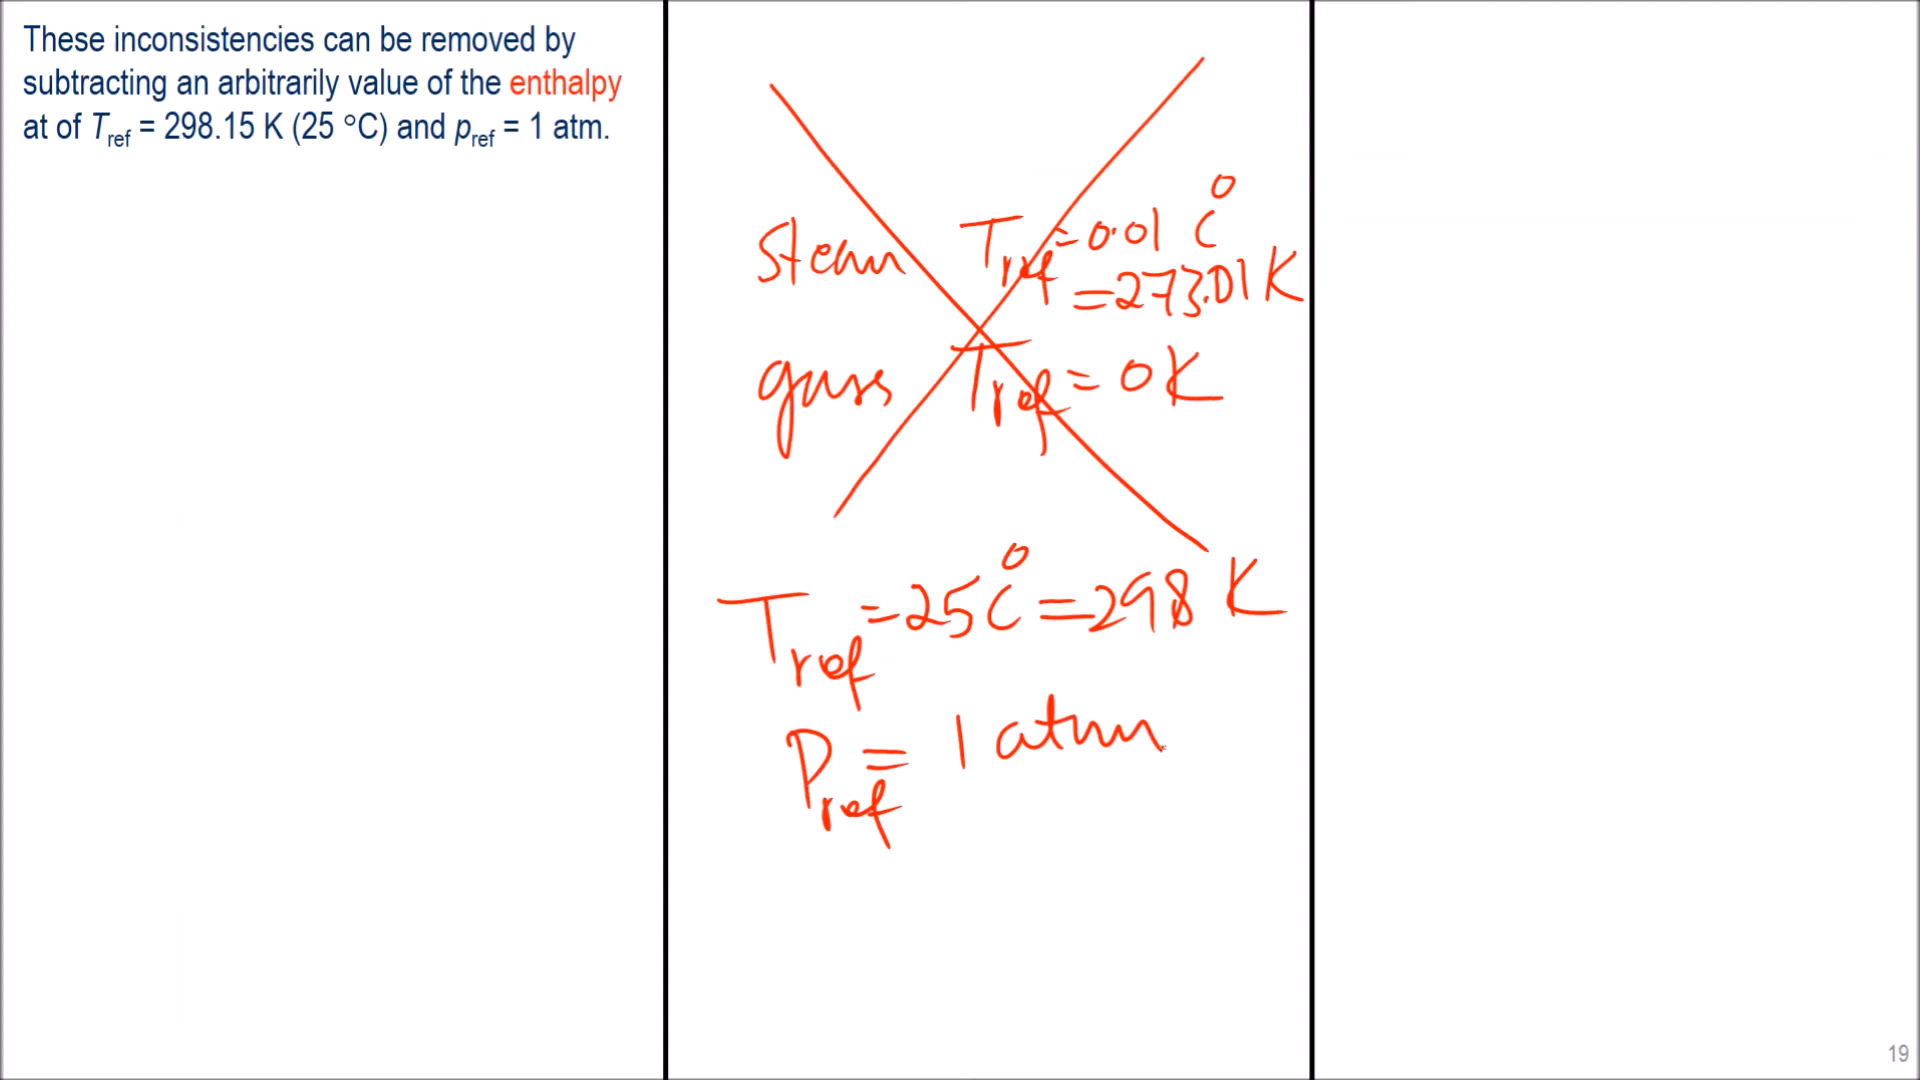 These inconsistencies can be removed by
subtracting an arbitrarily value of the enthalpy
at of Tref = 298.15 K (25 °C) and pref = 1 atm.
Steam Tref = 0.01 °C
= 273.01 K
gases Tref = 0 K
Tref = 25 °C = 298 K
Pref = 1 atm
19